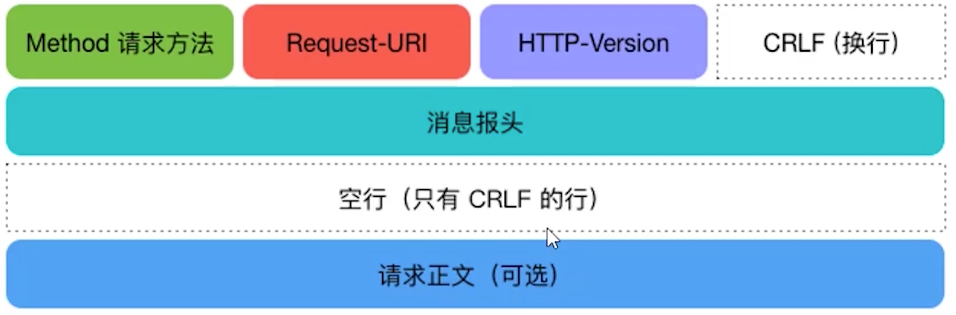 Method 请求方法 Request-URI HTTP-Version CRLF (换行)
消息报头
空行（只有 CRLF 的行）
请求正文（可选）